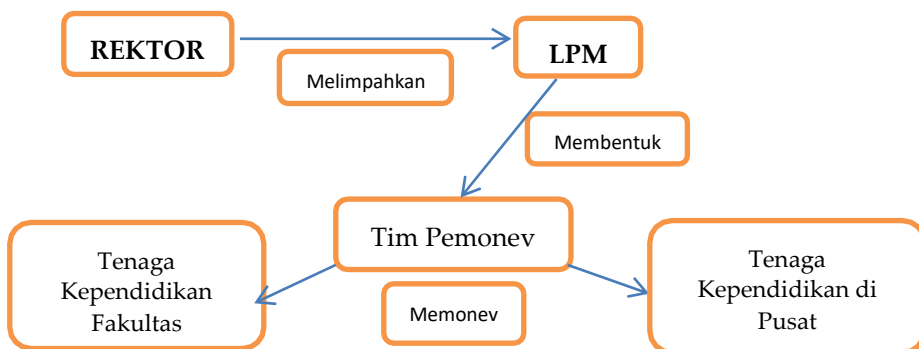 REKTOR
LPM
Melimpahkan
Membentuk
Tim Pemonev
Tenaga
Kependidikan
Fakultas
Tenaga
Kependidikan di
Pusat
Memonev